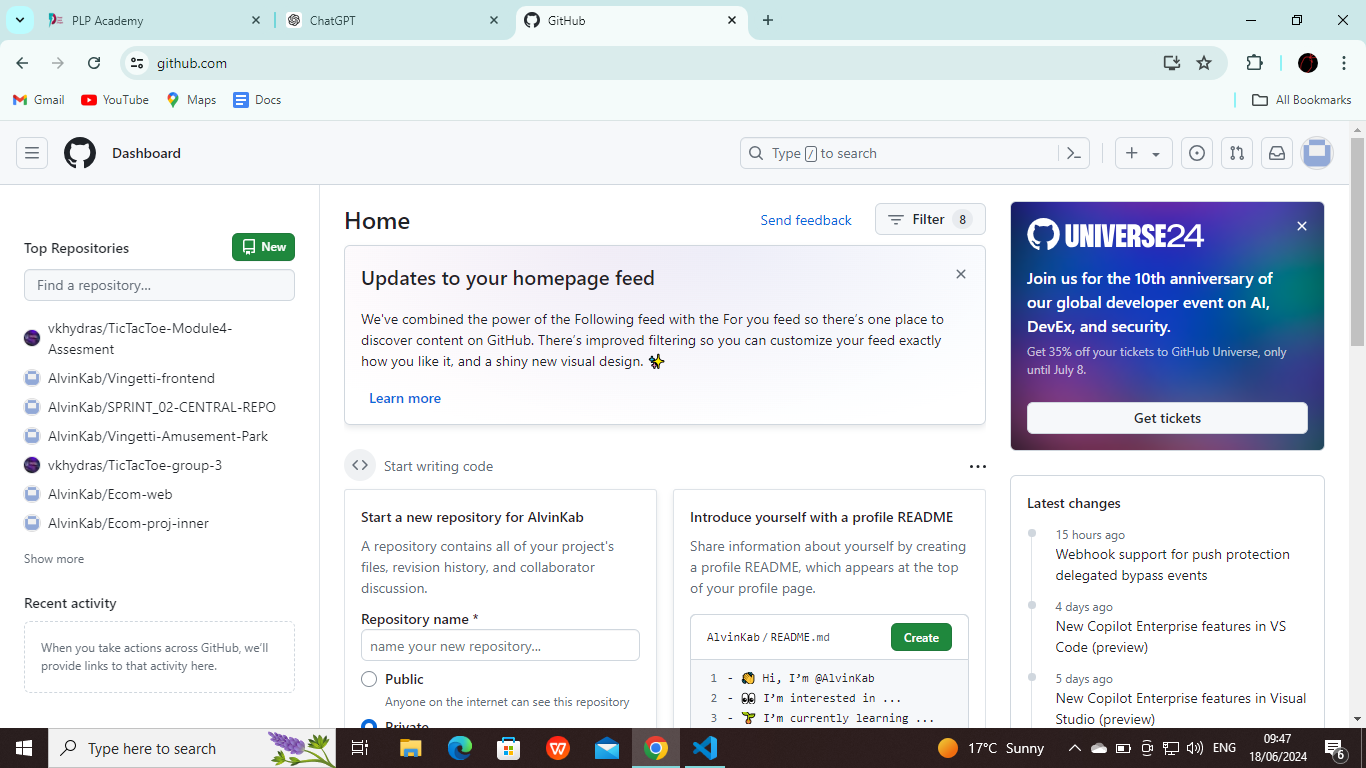 PLP Academy
ChatGPT
GitHub
github.com
Gmail
YouTube
Maps
Docs
All Bookmarks
Dashboard
Type / to search
Top Repositories
New
Find a repository...
vkhydras/TicTacToe-Module4-
Assesment
AlvinKab/Vingetti-frontend
AlvinKab/SPRINT_02-CENTRAL-REPO
AlvinKab/Vingetti-Amusement-Park
vkhydras/TicTacToe-group-3
AlvinKab/Ecom-web
AlvinKab/Ecom-proj-inner
Show more
Recent activity
When you take actions across GitHub, we'll
provide links to that activity here.
Home
Send feedback
Filter 8
Updates to your homepage feed
We've combined the power of the Following feed with the For you feed so there's one place to
discover content on GitHub. There's improved filtering so you can customize your feed exactly
how you like it, and a shiny new visual design. ✨
Learn more
Start writing code
Start a new repository for AlvinKab
A repository contains all of your project's
files, revision history, and collaborator
discussion.
Repository name *
name your new repository...
Public
Anyone on the internet can see this repository
Private
Introduce yourself with a profile README
Share information about yourself by creating
a profile README, which appears at the top
of your profile page.
AlvinKab / README.md
Create
1 - 👋 Hi, I'm @AlvinKab
2 - 👀 I'm interested in ...
3 - 🌱 I'm currently learning ...
UNIVERSE24
Join us for the 10th anniversary of
our global developer event on AI,
DevEx, and security.
Get 35% off your tickets to GitHub Universe, only
until July 8.
Get tickets
Latest changes
15 hours ago
Webhook support for push protection
delegated bypass events
4 days ago
New Copilot Enterprise features in VS
Code (preview)
5 days ago
New Copilot Enterprise features in Visual
Studio (preview)
Type here to search
17°C Sunny
ENG
09:47
18/06/2024
6